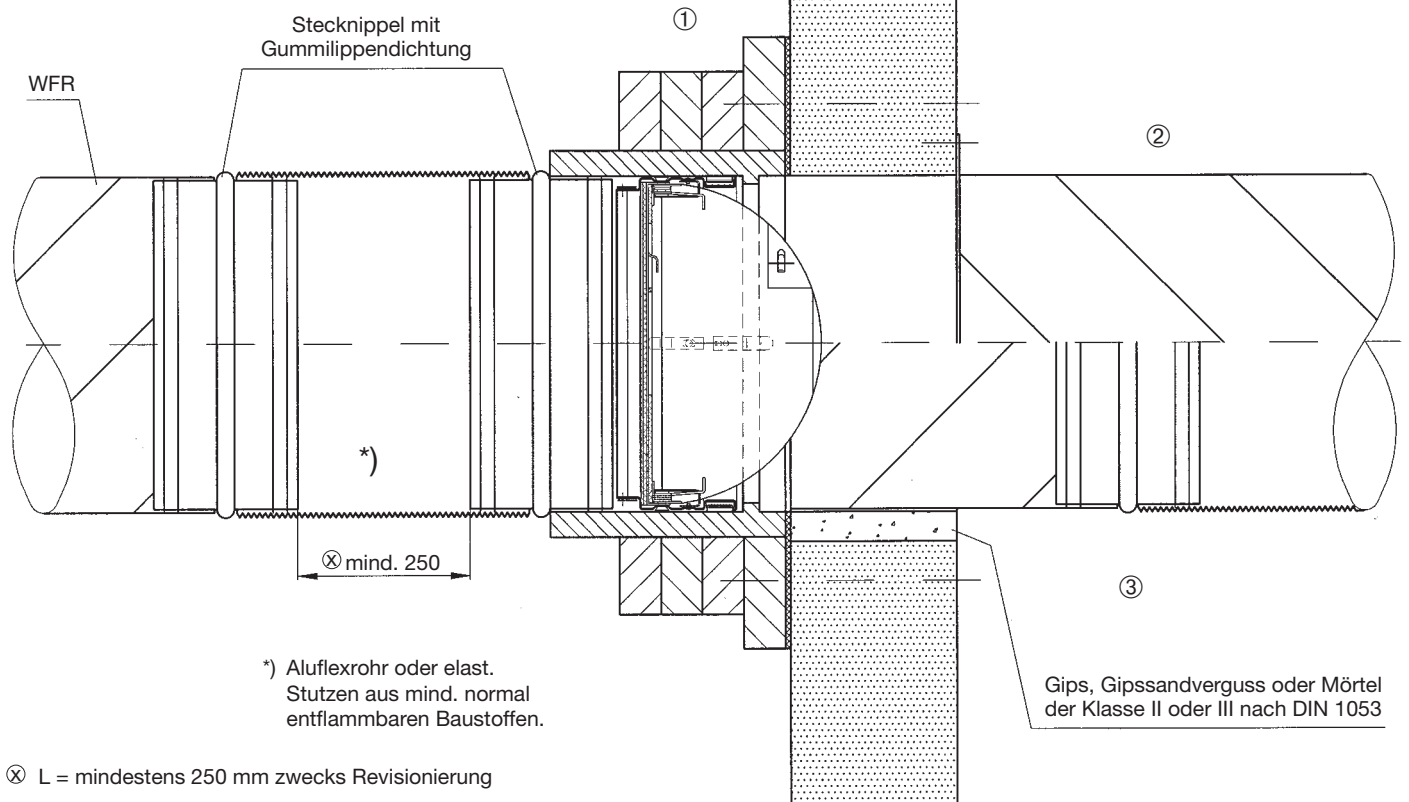 ①
Stecknippel mit
Gummilippendichtung
WFR
②
*)
ⓧ mind. 250
③
*) Aluflexrohr oder elast.
Stutzen aus mind. normal
entflammbaren Baustoffen.
Gips, Gipssandverguss oder Mörtel
der Klasse II oder III nach DIN 1053
ⓧ L = mindestens 250 mm zwecks Revisionierung